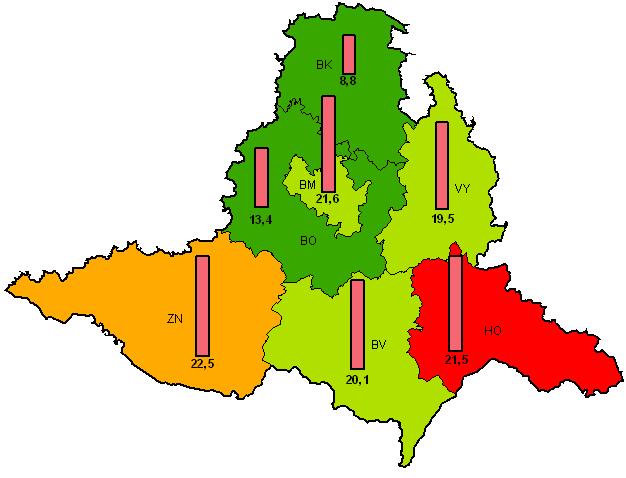 BK
8,8
BM
21,6
VY
19,5
13,4
BO
ZN
22,5
BV
20,1
HO
21,5